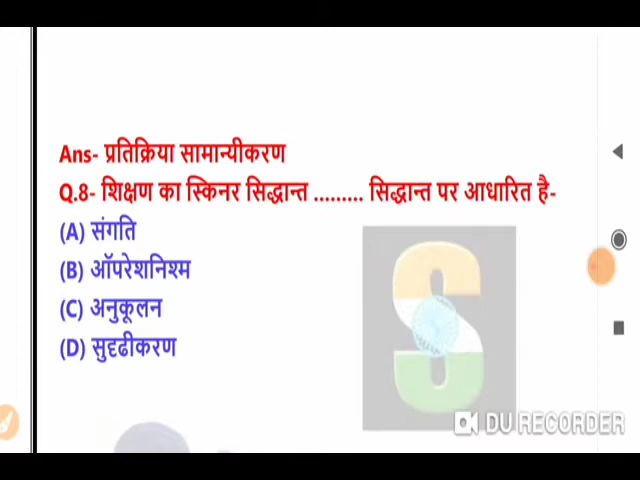 Ans- प्रतिक्रिया सामान्यीकरण
Q.8- शिक्षण का स्किनर सिद्धान्त ......... सिद्धान्त पर आधारित है-
(A) संगति
(B) ऑपरेशनिश्म
(C) अनुकूलन
(D) सुदृढीकरण
S
DU RECORDER